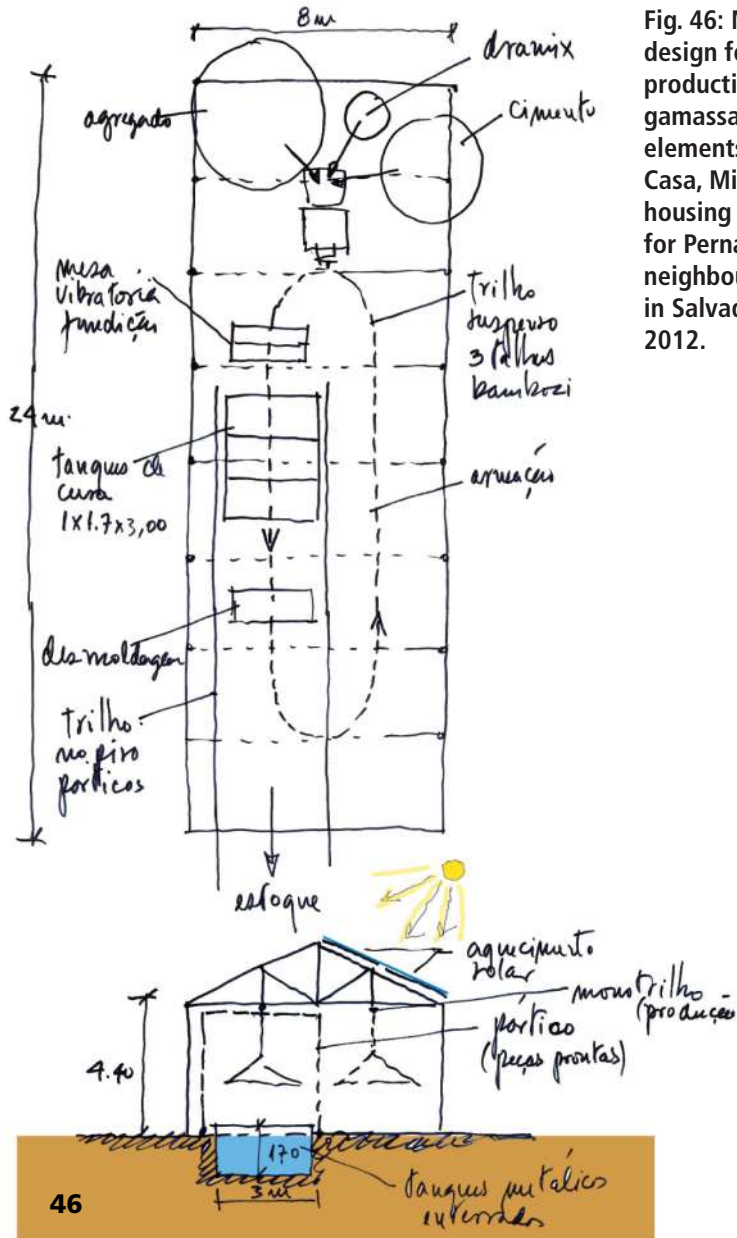 8m
dramix
agregado
cimento
mesa
vibratoria
fundição
trilho
suspenso
3 talhas
bambozi
24m.
tanques de
cura
1x1.7x3,00
armação
desmoldagem
trilho
no piso
porticos
estoque
aquecimento
solar
monotrilho
(produção)
pórtico
(peças prontas)
4.40
170
3m
tanques metálicos
enterrados
46
Fig. 46: 
design fo
producti
gamassa
elements
Casa, Mi
housing
for Perna
neighbou
in Salvad
2012.